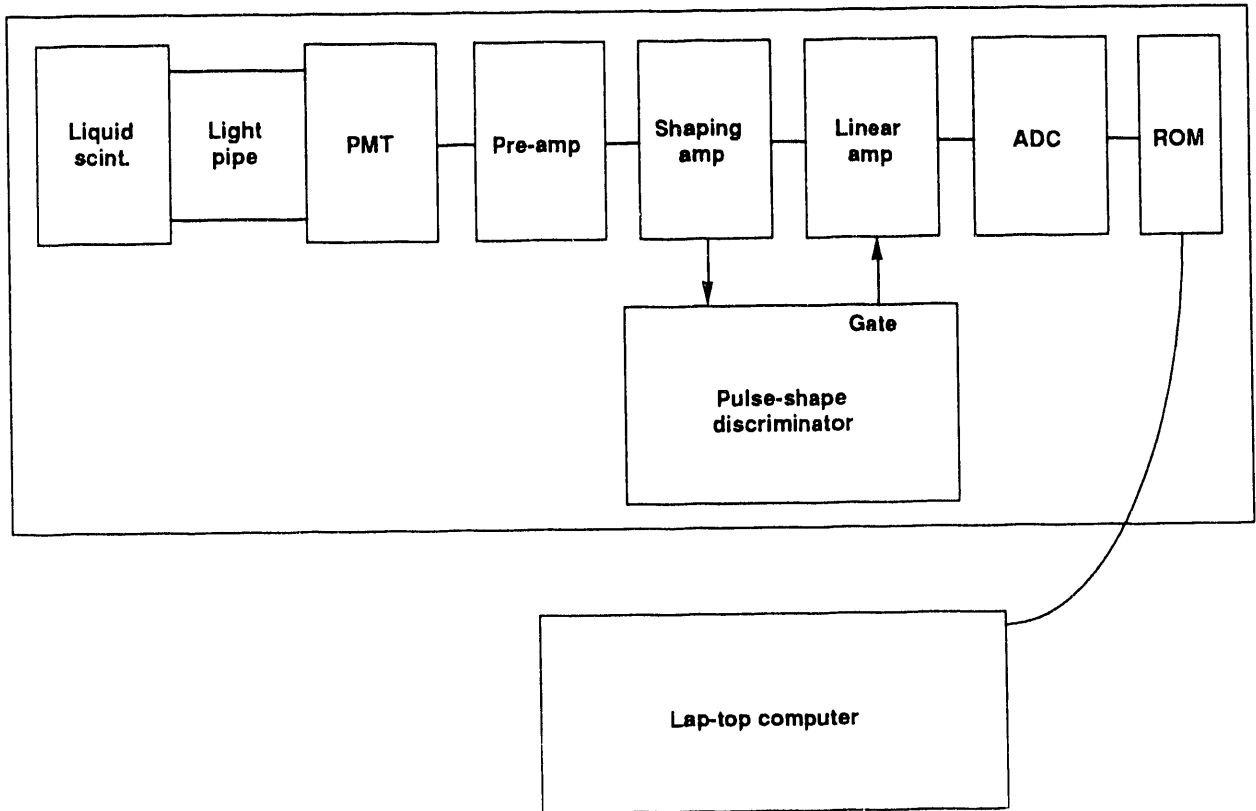 Liquid
scint.
Light
pipe
PMT
Pre-amp
Shaping
amp
Linear
amp
ADC
ROM
Gate
Pulse-shape
discriminator
Lap-top computer